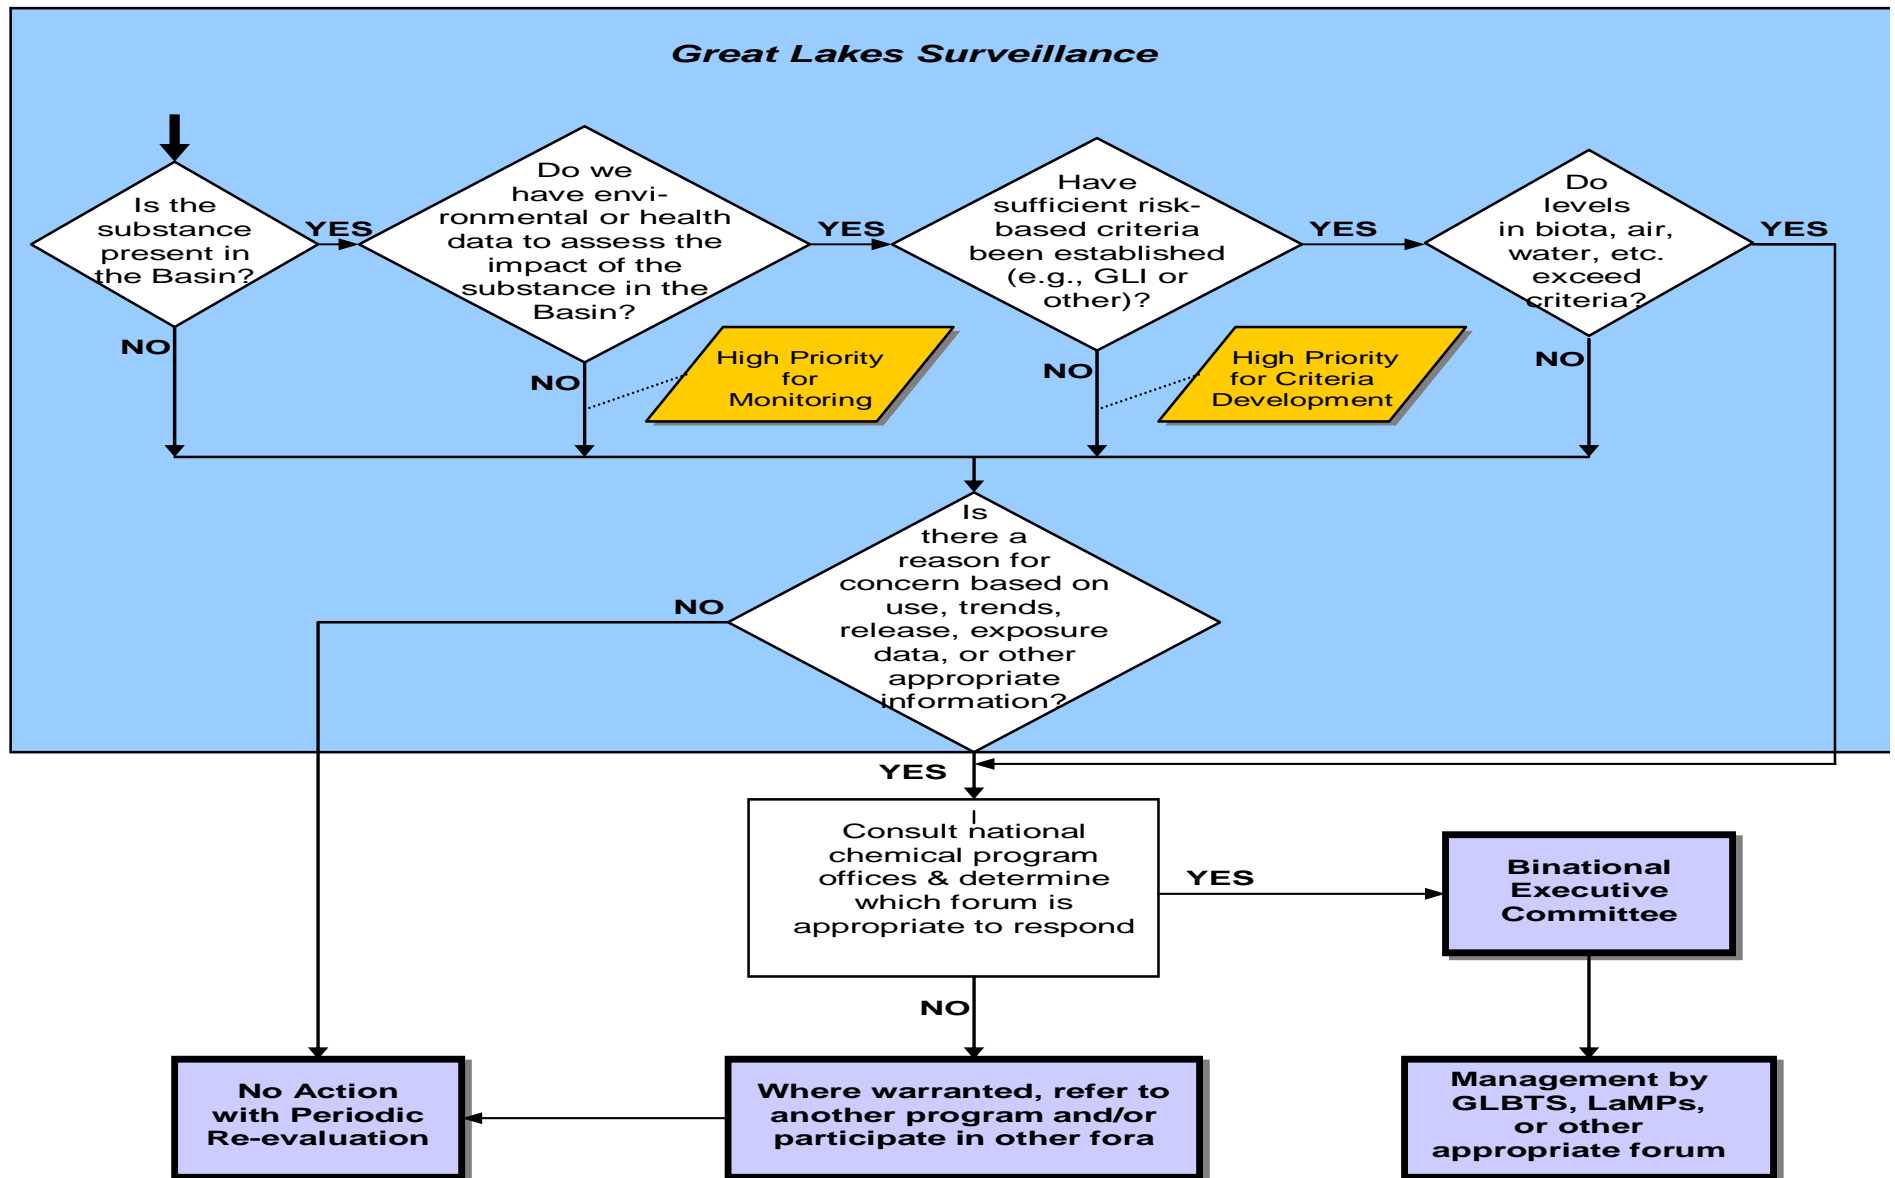 Great Lakes Surveillance
Is the
substance
present in
the Basin?
YES
NO
Do we
have envi-
ronmental or health
data to assess the
impact of the
substance in the
Basin?
YES
NO
High Priority
for
Monitoring
Have
sufficient risk-
based criteria
been established
(e.g., GLI or
other)?
YES
NO
High Priority
for Criteria
Development
Do
levels
in biota, air,
water, etc.
exceed
criteria?
YES
NO
Is
there a
reason for
concern based on
use, trends,
release, exposure
data, or other
appropriate
information?
NO
YES
Consult national
chemical program
offices & determine
which forum is
appropriate to respond
YES
NO
Binational
Executive
Committee
No Action
with Periodic
Re-evaluation
Where warranted, refer to
another program and/or
participate in other fora
Management by
GLBTS, LaMPs,
or other
appropriate forum